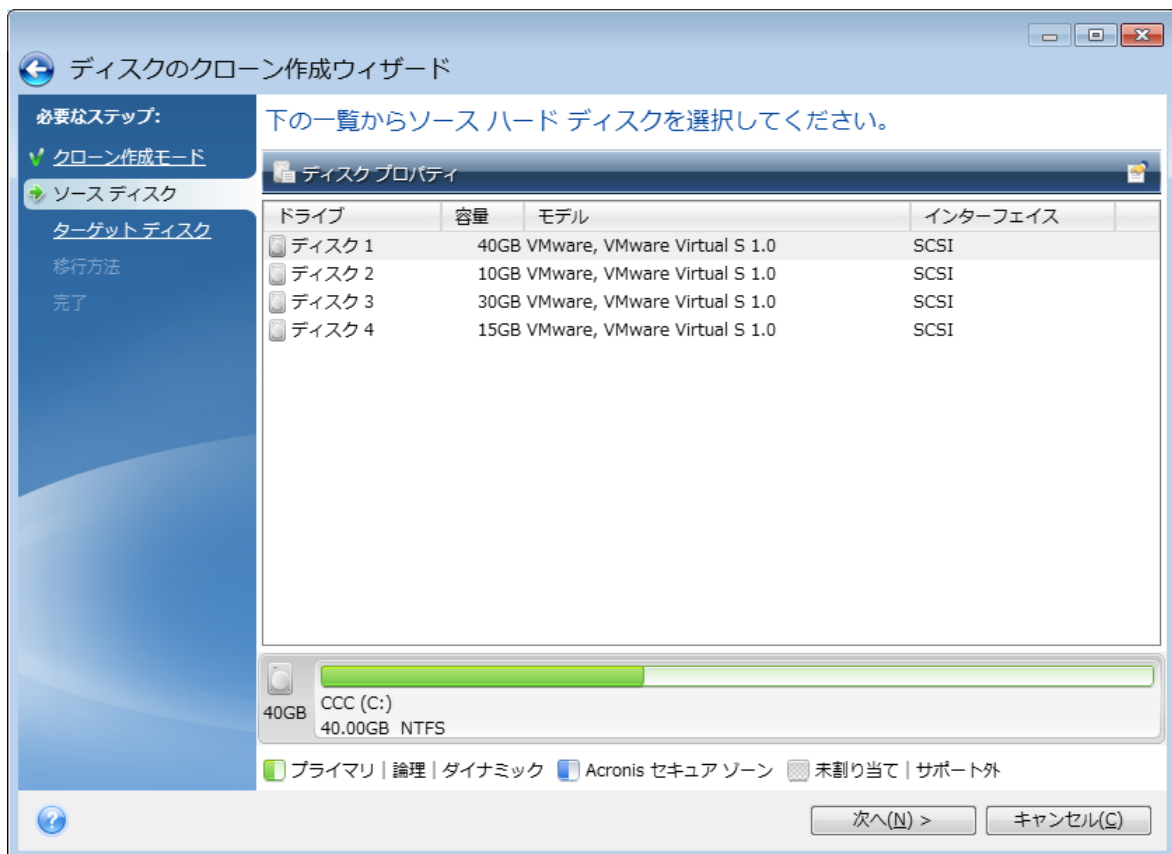 ディスクのクローン作成ウィザード
必要なステップ:
クローン作成モード
ソース ディスク
ターゲット ディスク
移行方法
完了
下の一覧からソース ハード ディスクを選択してください。
ディスク プロパティ
ドライブ 容量 モデル インターフェイス
ディスク 1 40GB VMware, VMware Virtual S 1.0 SCSI
ディスク 2 10GB VMware, VMware Virtual S 1.0 SCSI
ディスク 3 30GB VMware, VMware Virtual S 1.0 SCSI
ディスク 4 15GB VMware, VMware Virtual S 1.0 SCSI
40GB
CCC (C:)
40.00GB NTFS
プライマリ | 論理 | ダイナミック Acronis セキュア ゾーン 未割り当て | サポート外
次へ(N) > キャンセル(C)